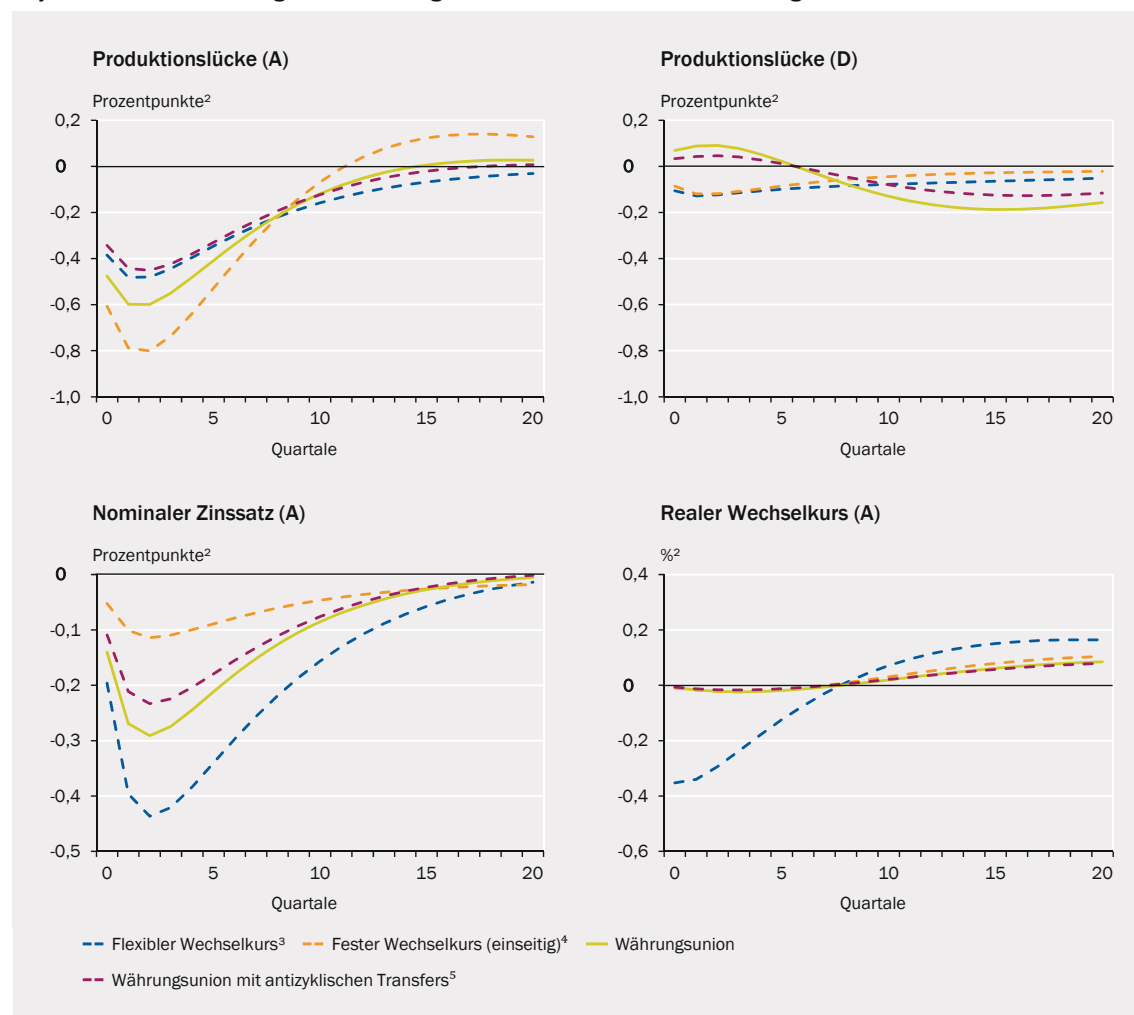 Produktionslücke (A)
Prozentpunkte²
0,2
0
-0,2
-0,4
-0,6
-0,8
-1,0
0 5 10 15 20
Quartale
Produktionslücke (D)
Prozentpunkte²
0,2
0
-0,2
-0,4
-0,6
-0,8
-1,0
0 5 10 15 20
Quartale
Nominaler Zinssatz (A)
Prozentpunkte²
0
-0,1
-0,2
-0,3
-0,4
-0,5
0 5 10 15 20
Quartale
Realer Wechselkurs (A)
%²
0,4
0,2
0
-0,2
-0,4
-0,6
0 5 10 15 20
Quartale
Flexibler Wechselkurs³ Fester Wechselkurs (einseitig)⁴ Währungsunion
Währungsunion mit antizyklischen Transfers⁵